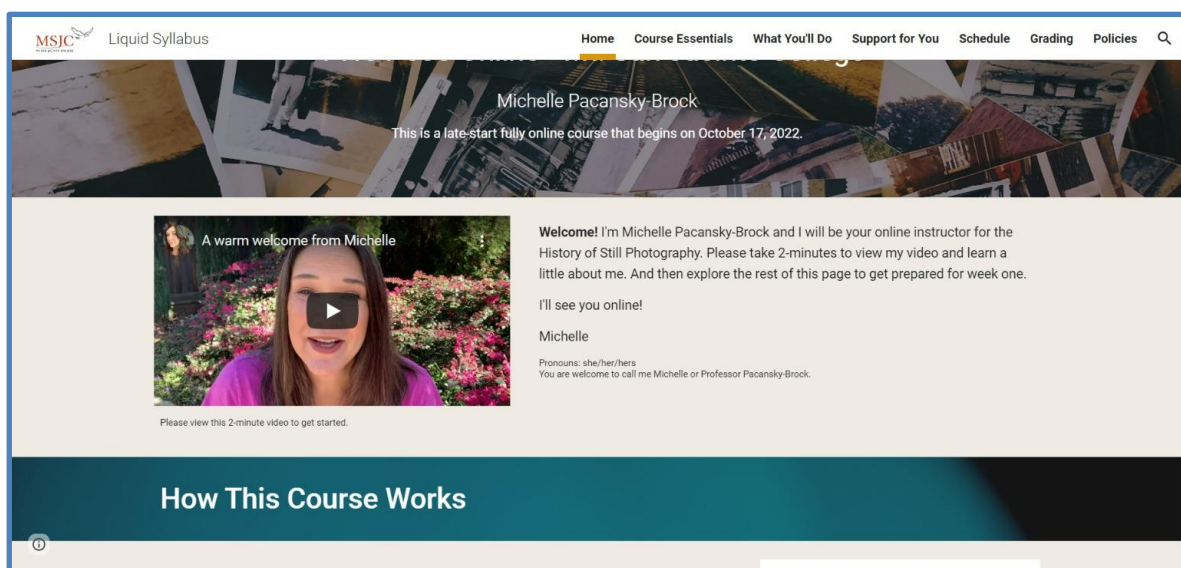 MSJC
Liquid Syllabus
Home Course Essentials What You'll Do Support for You Schedule Grading Policies
Michelle Pacansky-Brock
This is a late-start fully online course that begins on October 17, 2022.
A warm welcome from Michelle
Welcome! I'm Michelle Pacansky-Brock and I will be your online instructor for the
History of Still Photography. Please take 2-minutes to view my video and learn a
little about me. And then explore the rest of this page to get prepared for week one.
I'll see you online!
Michelle
Pronouns: she/her/hers
You are welcome to call me Michelle or Professor Pacansky-Brock.
Please view this 2-minute video to get started.
How This Course Works